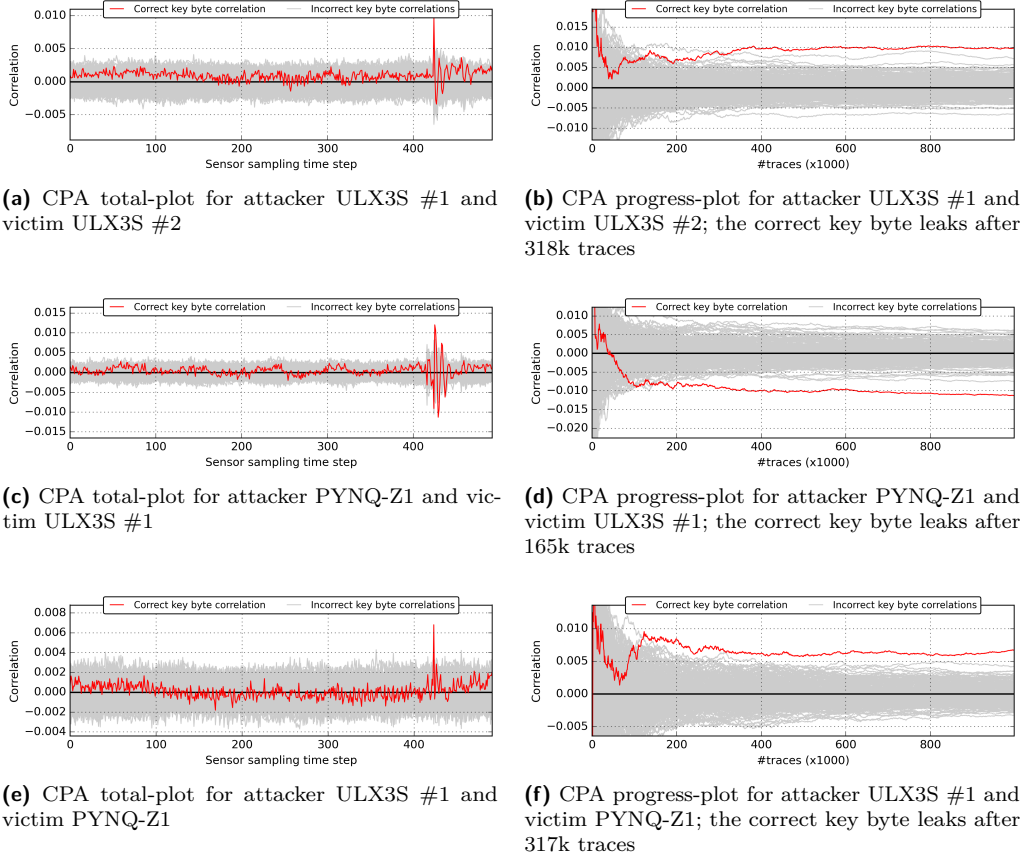 Correct key byte correlation Incorrect key byte correlations
0.010
0.005
0.000
−0.005
Correlation
0 100 200 300 400
Sensor sampling time step
(a) CPA total-plot for attacker ULX3S #1 and
victim ULX3S #2
Correct key byte correlation Incorrect key byte correlations
0.015
0.010
0.005
0.000
−0.005
−0.010
Correlation
0 200 400 600 800
#traces (x1000)
(b) CPA progress-plot for attacker ULX3S #1 and
victim ULX3S #2; the correct key byte leaks after
318k traces
Correct key byte correlation Incorrect key byte correlations
0.015
0.010
0.005
0.000
−0.005
−0.010
−0.015
Correlation
0 100 200 300 400
Sensor sampling time step
(c) CPA total-plot for attacker PYNQ-Z1 and vic-
tim ULX3S #1
Correct key byte correlation Incorrect key byte correlations
0.010
0.005
0.000
−0.005
−0.010
−0.015
−0.020
Correlation
0 200 400 600 800
#traces (x1000)
(d) CPA progress-plot for attacker PYNQ-Z1 and
victim ULX3S #1; the correct key byte leaks after
165k traces
Correct key byte correlation Incorrect key byte correlations
0.008
0.006
0.004
0.002
0.000
−0.002
−0.004
Correlation
0 100 200 300 400
Sensor sampling time step
(e) CPA total-plot for attacker ULX3S #1 and
victim PYNQ-Z1
Correct key byte correlation Incorrect key byte correlations
0.010
0.005
0.000
−0.005
Correlation
0 200 400 600 800
#traces (x1000)
(f) CPA progress-plot for attacker ULX3S #1 and
victim PYNQ-Z1; the correct key byte leaks after
317k traces